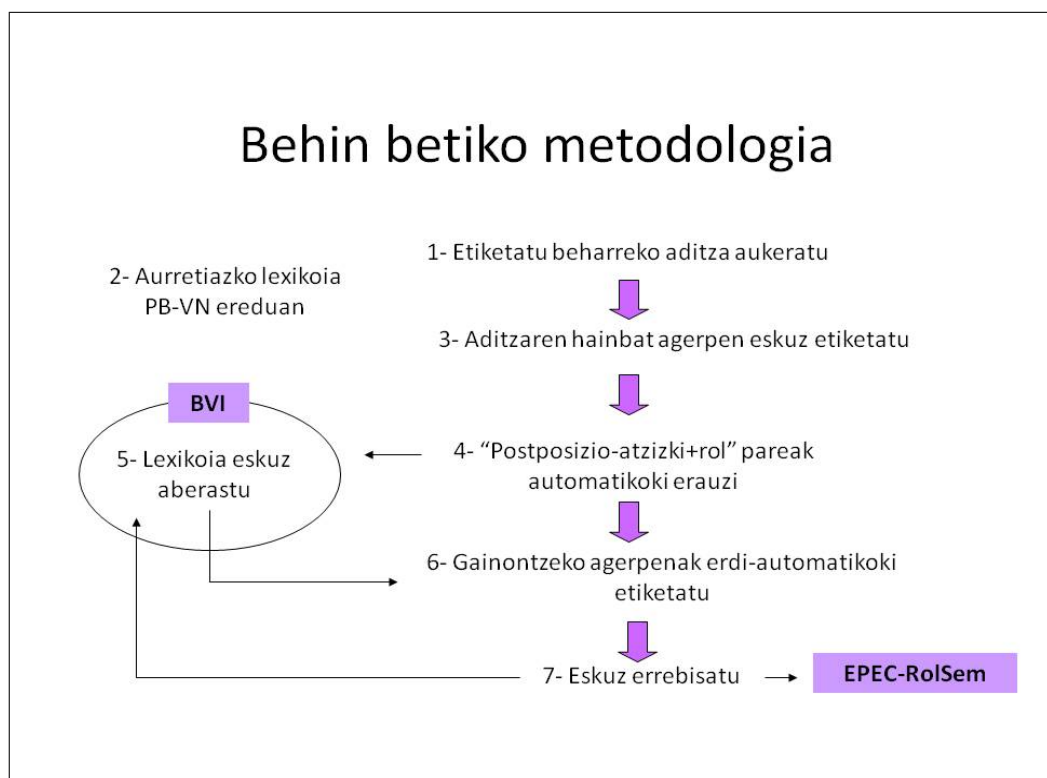 Behin betiko metodologia
1- Etiketatu beharreko aditza aukeratu
2- Aurretiazko lexikoia
PB-VN ereduan
3- Aditzaren hainbat agerpen eskuz etiketatu
BVI
4- “Postposizio-atzizki+rol” pareak
automatikoki erauzi
5- Lexikoia eskuz
aberastu
6- Gainontzeko agerpenak erdi-automatikoki
etiketatu
7- Eskuz errebisatu
EPEC-RolSem